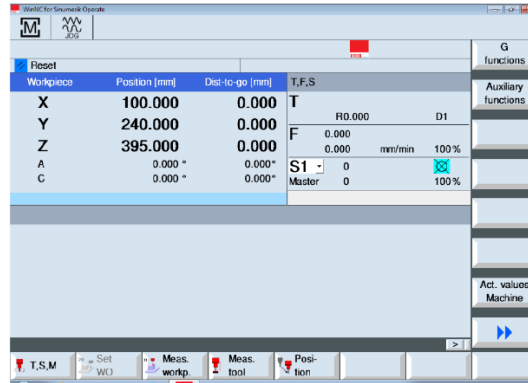 WinNC for Sinumerik Operate
M
JOG
G
functions
Reset
Auxiliary
functions
Workpiece Position [mm] Dist-to-go [mm] T,F,S
X 100.000 0.000 T
R0.000 D1
Y 240.000 0.000
F 0.000
0.000 mm/min 100%
Z 395.000 0.000
A 0.000 ° 0.000°
S1 0
C 0.000 ° 0.000°
Master 0 100%
Act. values
Machine
>
T,S,M
Set
WO
Meas.
workp.
Meas.
tool
Posi-
tion